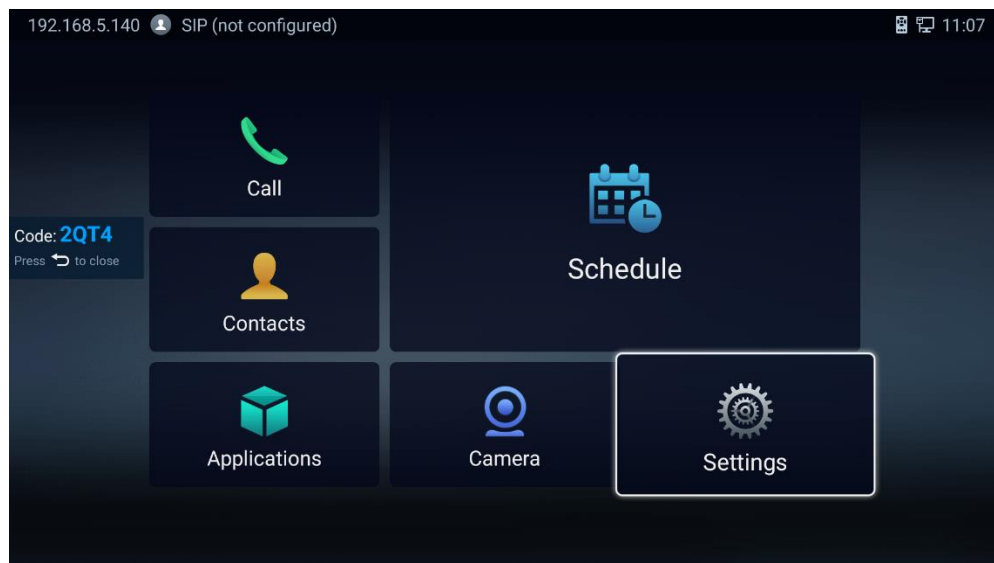 192.168.5.140 SIP (not configured) 11:07
Call
Schedule
Code: 2QT4
Press to close
Contacts
Applications
Camera
Settings